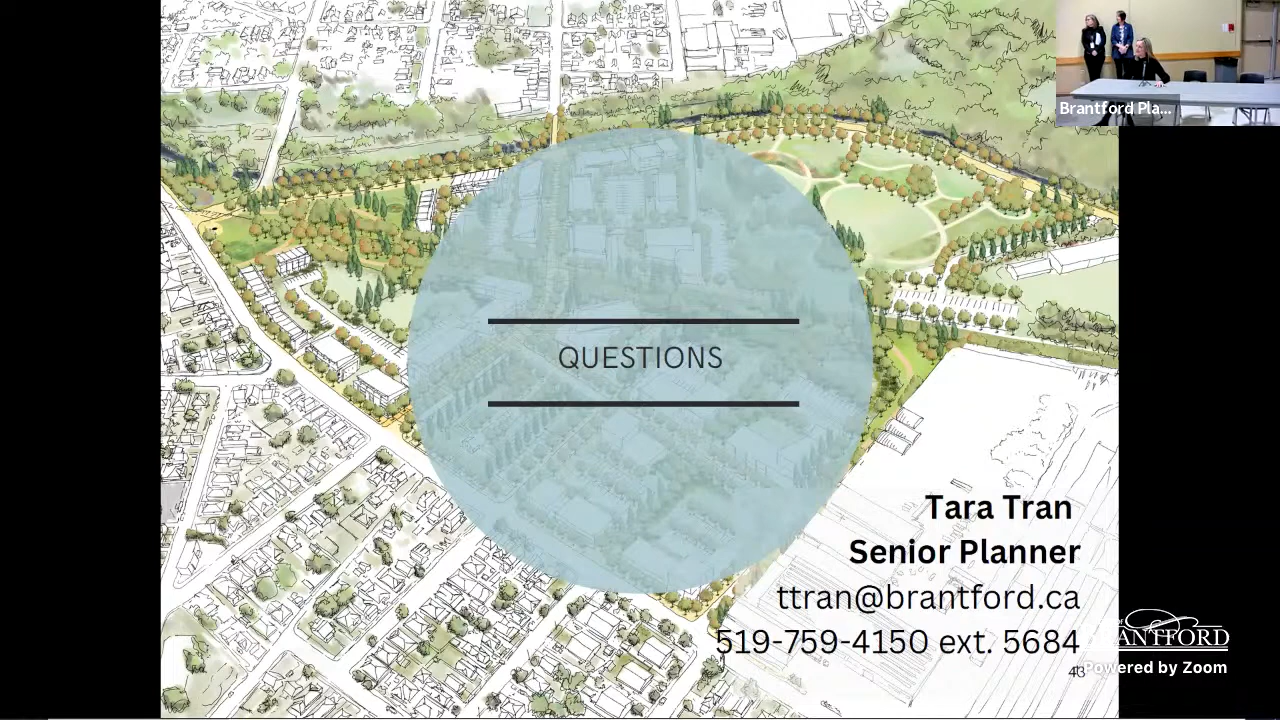 Brantford Pla...
QUESTIONS
Tara Tran
Senior Planner
ttran@brantford.ca
519-759-4150 ext. 5684
43
Powered by Zoom